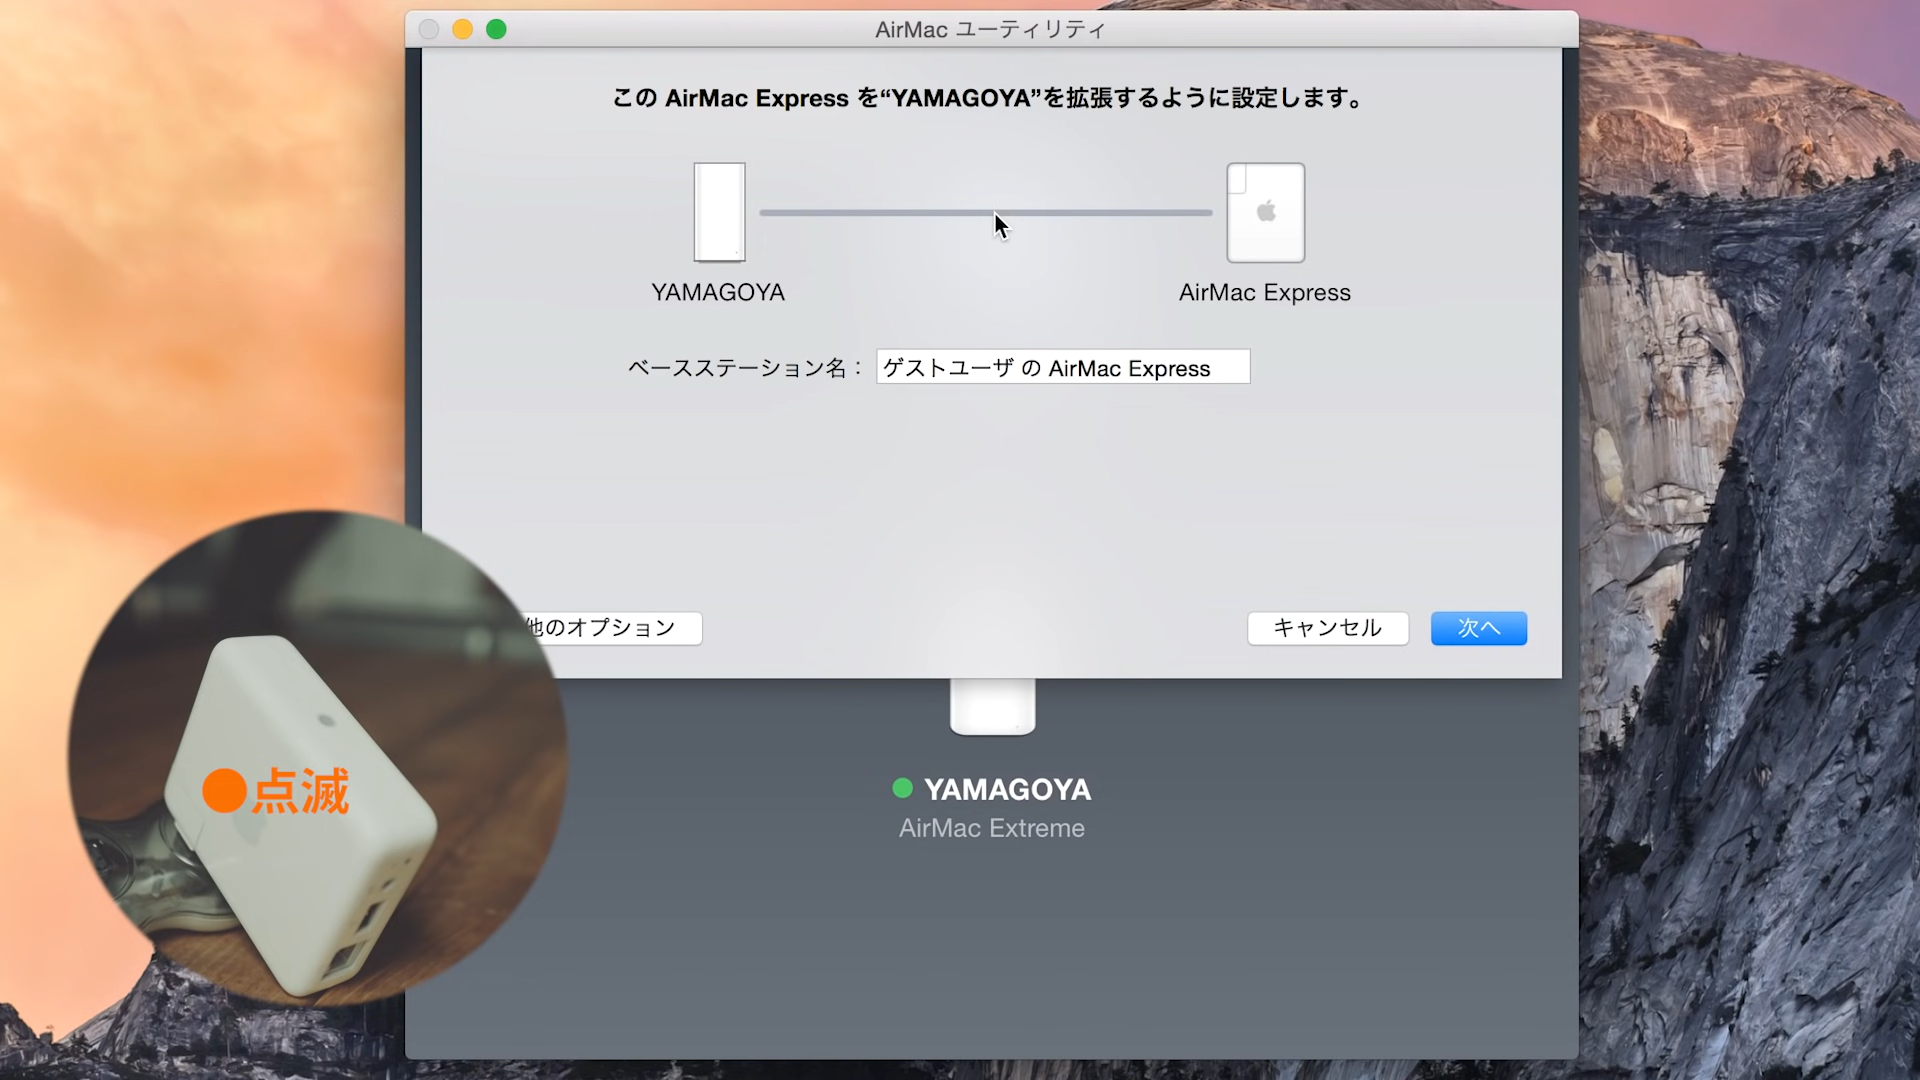 AirMac ユーティリティ
この AirMac Express を“YAMAGOYA”を拡張するように設定します。
YAMAGOYA
AirMac Express
ベースステーション名：
ゲストユーザ の AirMac Express
他のオプション
キャンセル
次へ
●点滅
YAMAGOYA
AirMac Extreme